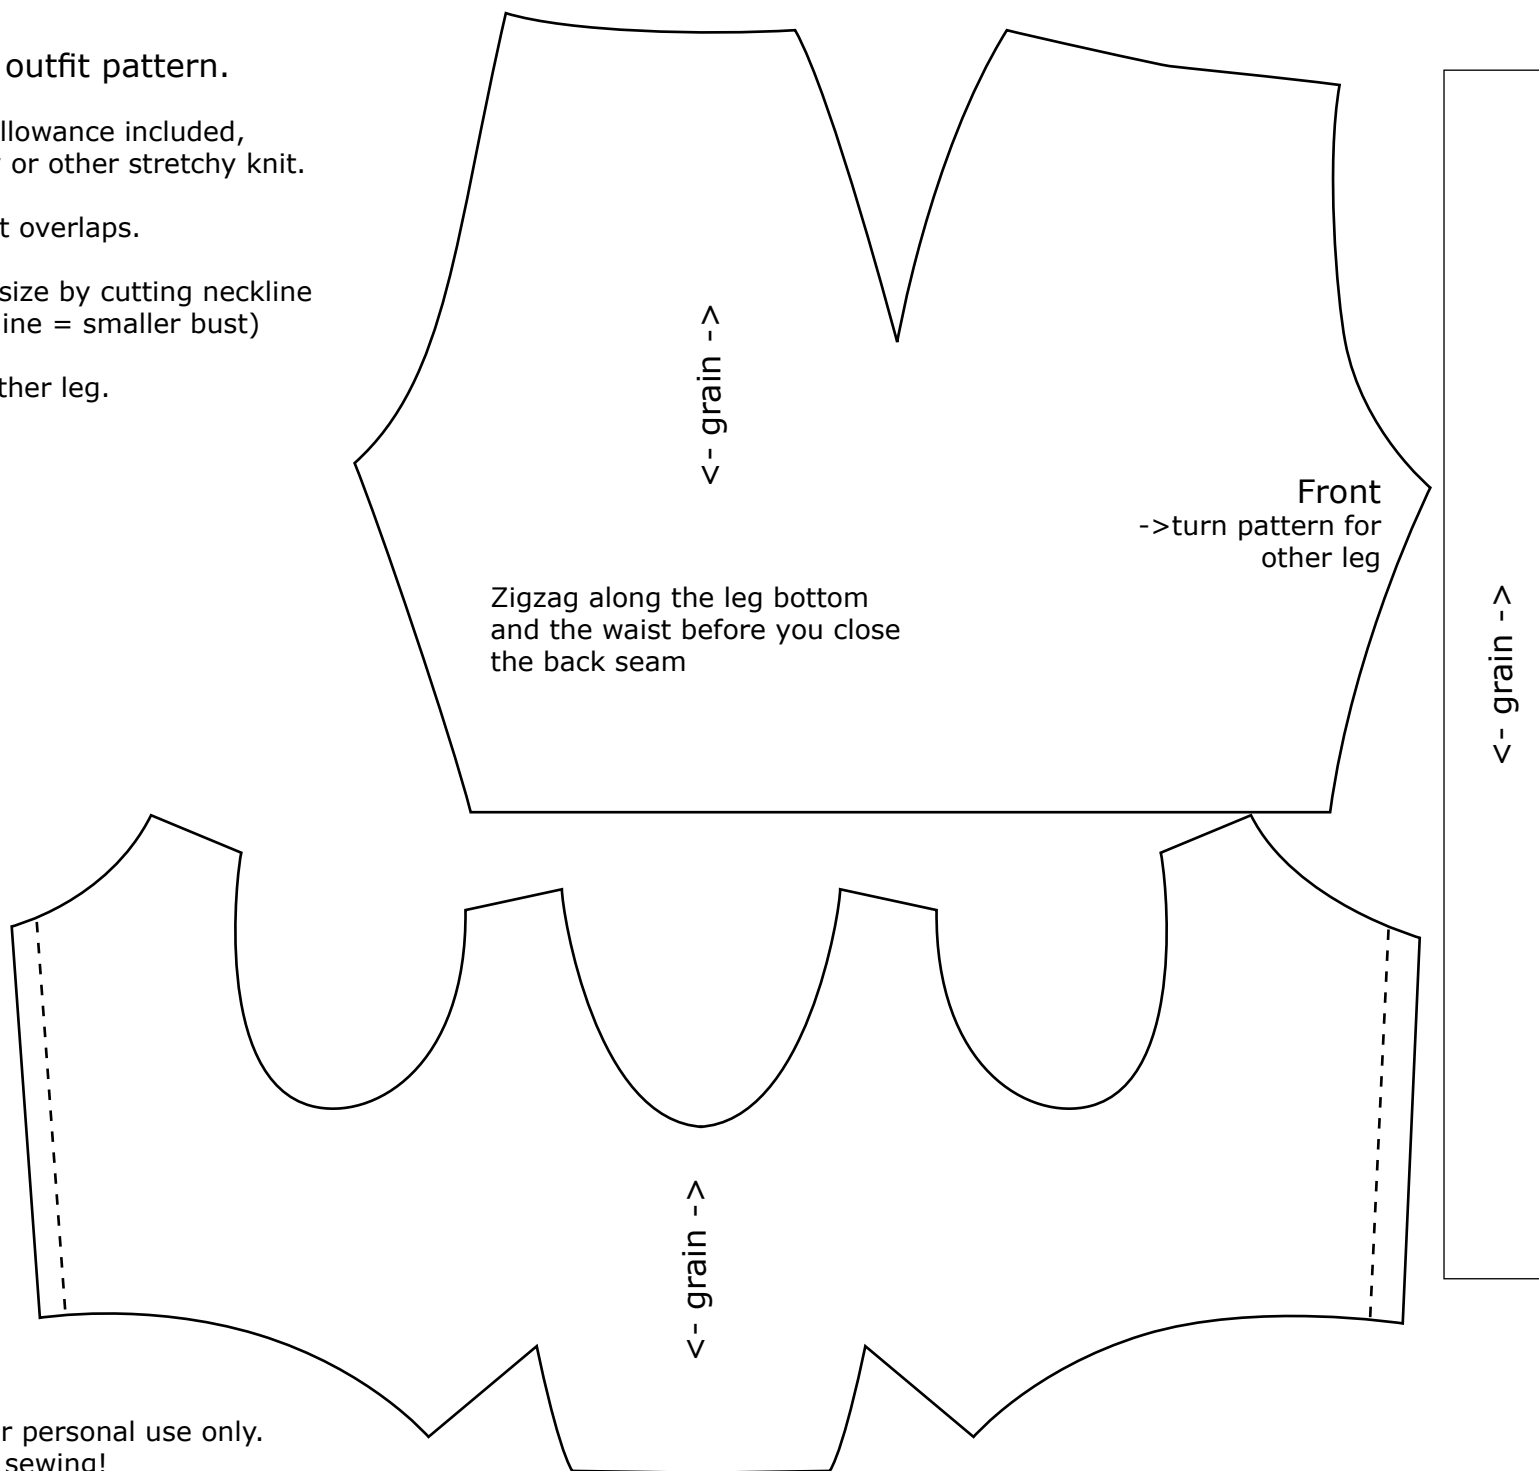 outfit pattern.
llowance included,
or other stretchy knit.
t overlaps.
size by cutting neckline
ine = smaller bust)
ther leg.
<- grain ->
Front
->turn pattern for
other leg
Zigzag along the leg bottom
and the waist before you close
the back seam
<- grain ->
<- grain ->
r personal use only.
sewing!